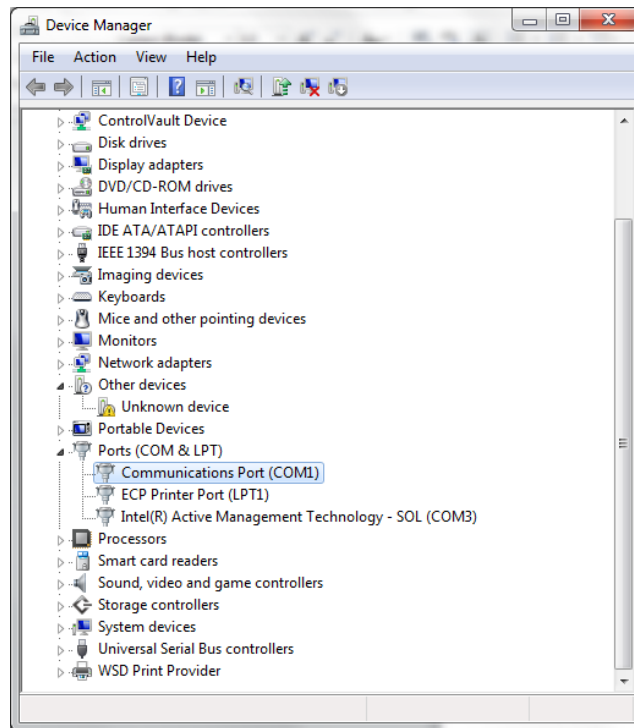 Device Manager
File Action View Help
ControlVault Device
Disk drives
Display adapters
DVD/CD-ROM drives
Human Interface Devices
IDE ATA/ATAPI controllers
IEEE 1394 Bus host controllers
Imaging devices
Keyboards
Mice and other pointing devices
Monitors
Network adapters
Other devices
Unknown device
Portable Devices
Ports (COM & LPT)
Communications Port (COM1)
ECP Printer Port (LPT1)
Intel(R) Active Management Technology - SOL (COM3)
Processors
Smart card readers
Sound, video and game controllers
Storage controllers
System devices
Universal Serial Bus controllers
WSD Print Provider